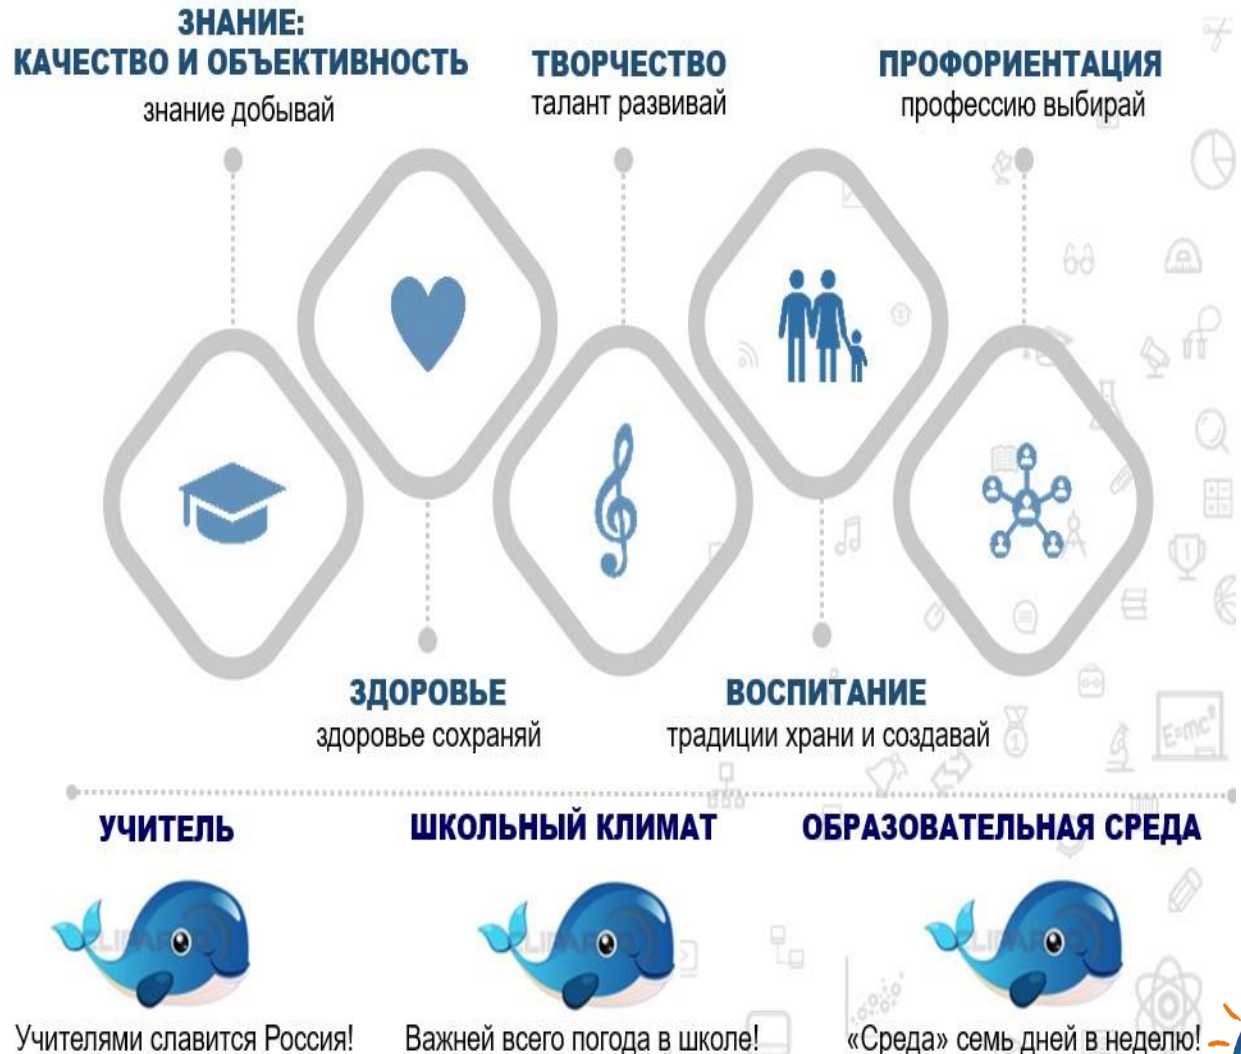 ЗНАНИЕ:
КАЧЕСТВО И ОБЪЕКТИВНОСТЬ
знание добывай
ТВОРЧЕСТВО
талант развивай
ПРОФОРИЕНТАЦИЯ
профессию выбирай
ЗДОРОВЬЕ
здоровье сохраняй
ВОСПИТАНИЕ
традиции храни и создавай
E=mc²
УЧИТЕЛЬ
ШКОЛЬНЫЙ КЛИМАТ
ОБРАЗОВАТЕЛЬНАЯ СРЕДА
Учителями славится Россия!
Важней всего погода в школе!
«Среда» семь дней в неделю!